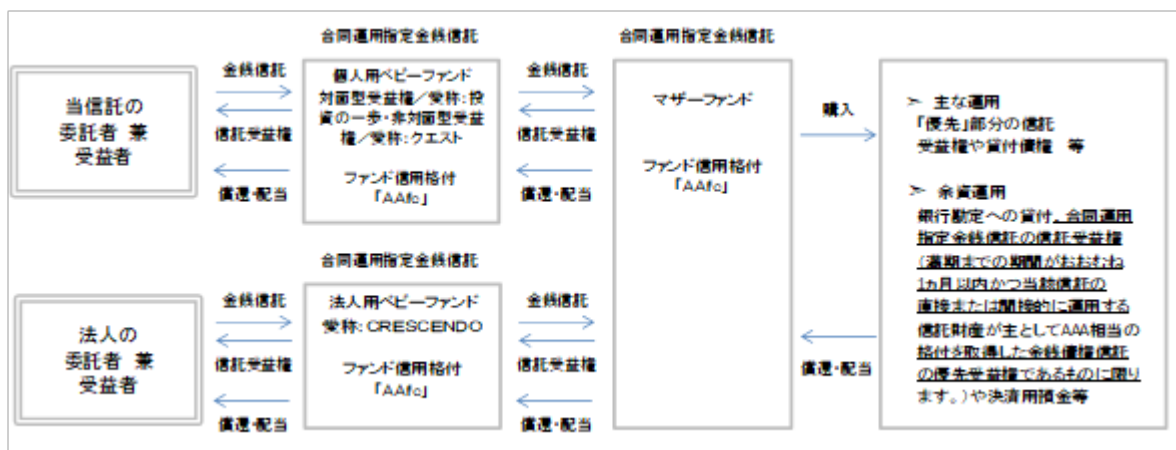 合同運用指定金銭信託
合同運用指定金銭信託
当信託の
委託者 兼
受益者
金銭信託
信託受益権
償還・配当
個人用ベビーファンド
対面型受益権／愛称：投
資の一歩・非対面型受益
権／愛称：クエスト
ファンド信用格付
「AAfc」
金銭信託
信託受益権
償還・配当
マザーファンド
ファンド信用格付
「AAfc」
購入
償還・配当
➢ 主な運用
「優先」部分の信託
受益権や貸付債権 等
➢ 余資運用
銀行勘定への貸付、合同運用
指定金銭信託の信託受益権
（満期までの期間がおおむね
1ヵ月以内かつ当該信託の
直接または間接的に運用する
信託財産が主としてAAA相当の
格付を取得した金銭債権信託
の優先受益権であるものに限り
ます。）や決済用預金等
合同運用指定金銭信託
法人の
委託者 兼
受益者
金銭信託
信託受益権
償還・配当
法人用ベビーファンド
愛称：CRESCENDO
ファンド信用格付
「AAfc」
金銭信託
信託受益権
償還・配当